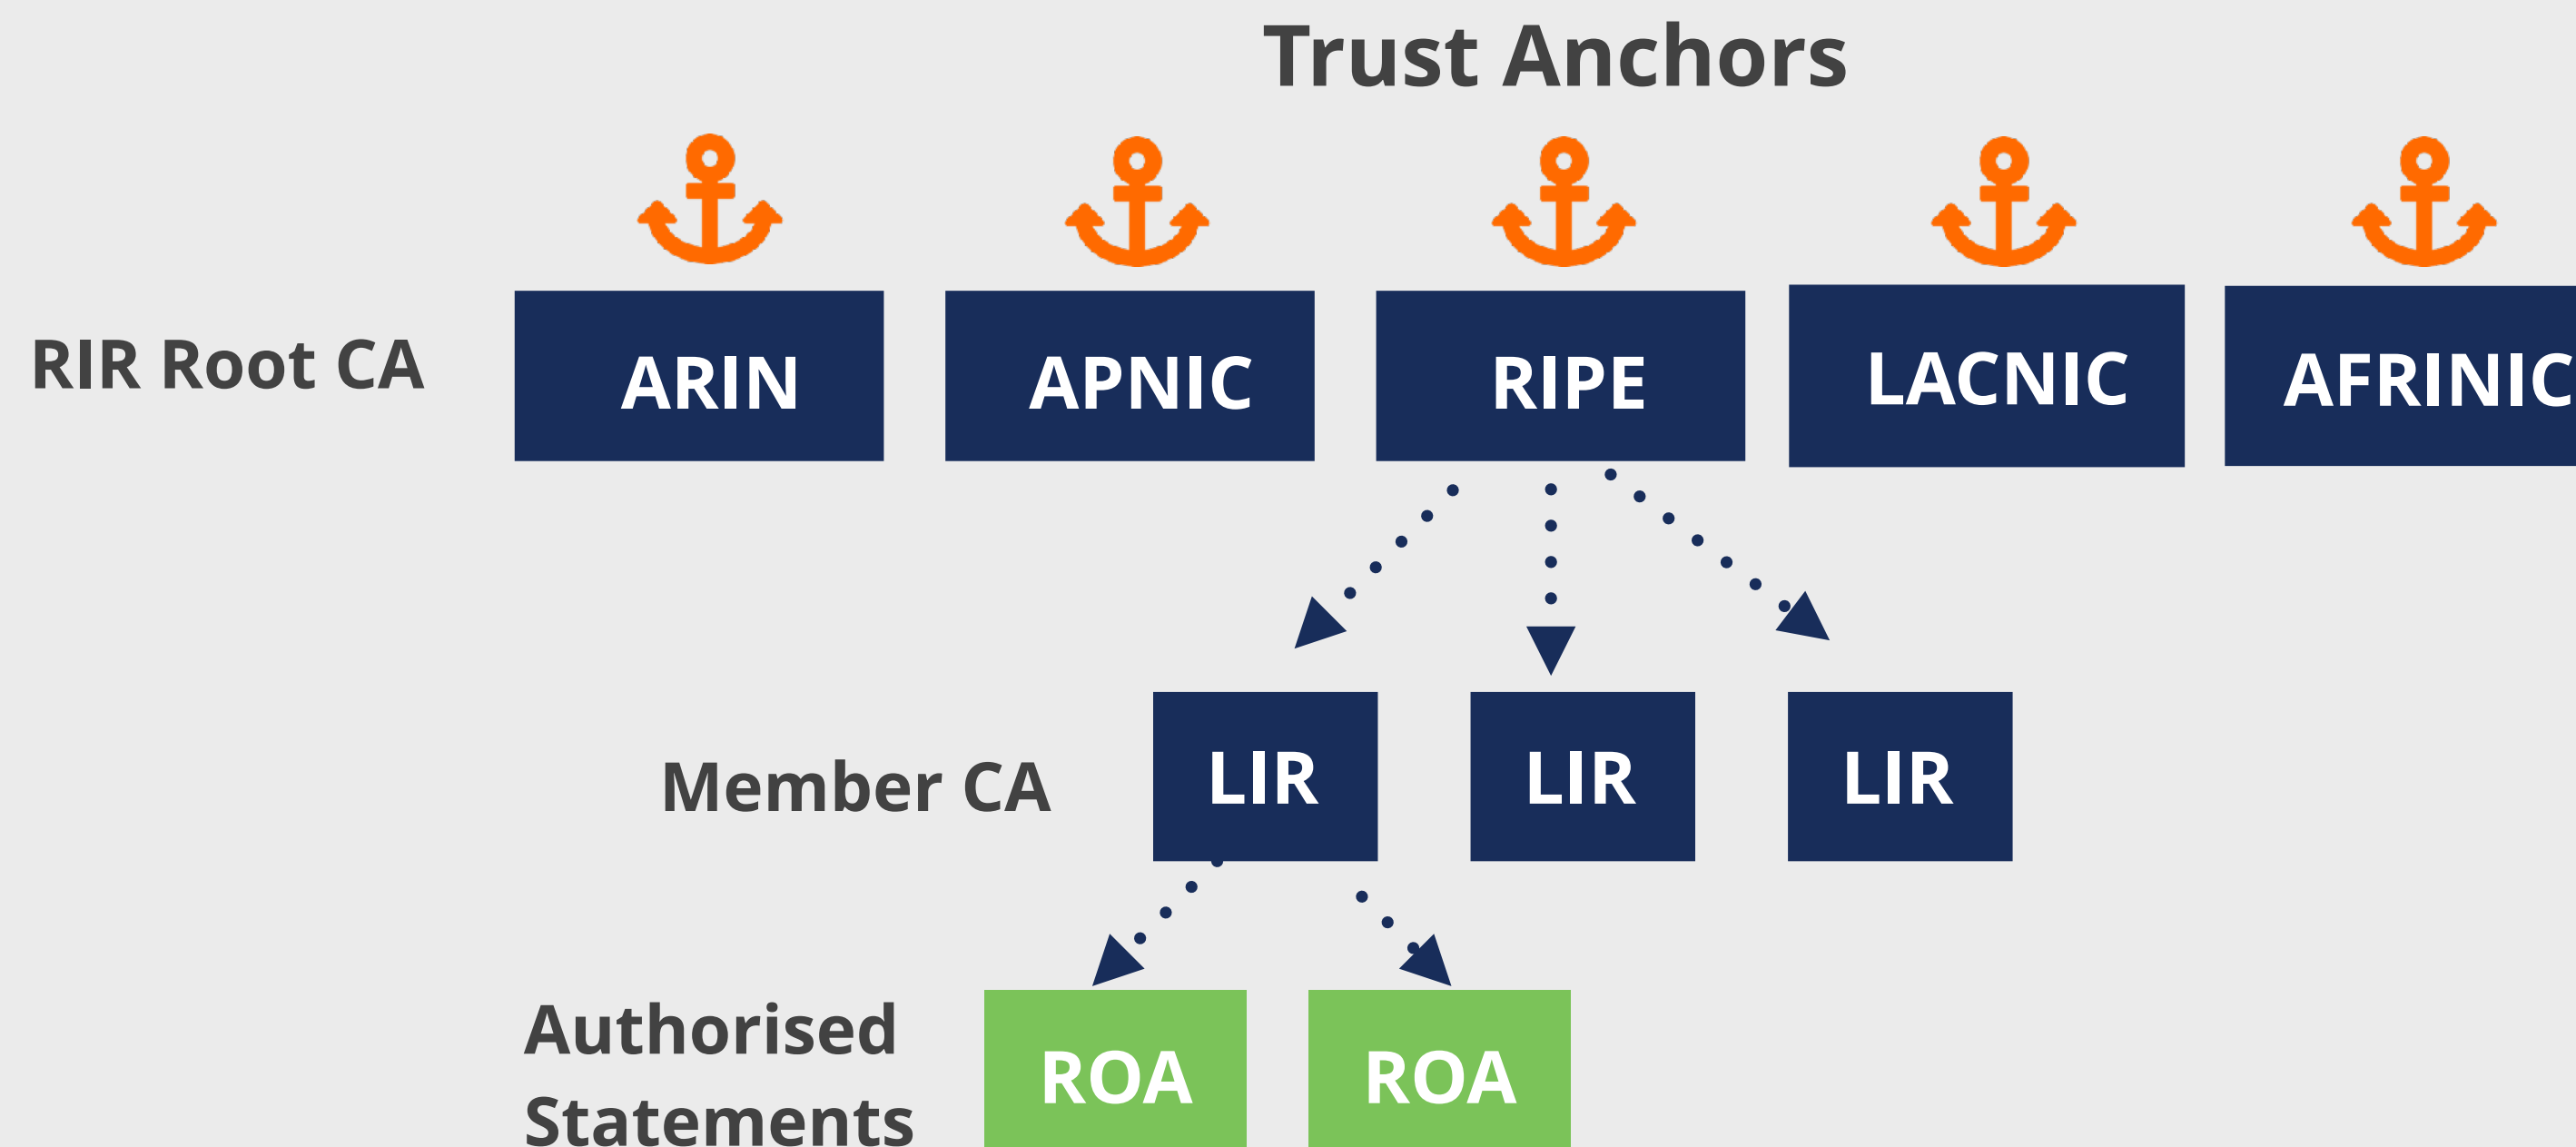 Trust Anchors
RIR Root CA
ARIN
APNIC
RIPE
LACNIC
AFRINIC
Member CA
LIR
LIR
LIR
Authorised
Statements
ROA
ROA